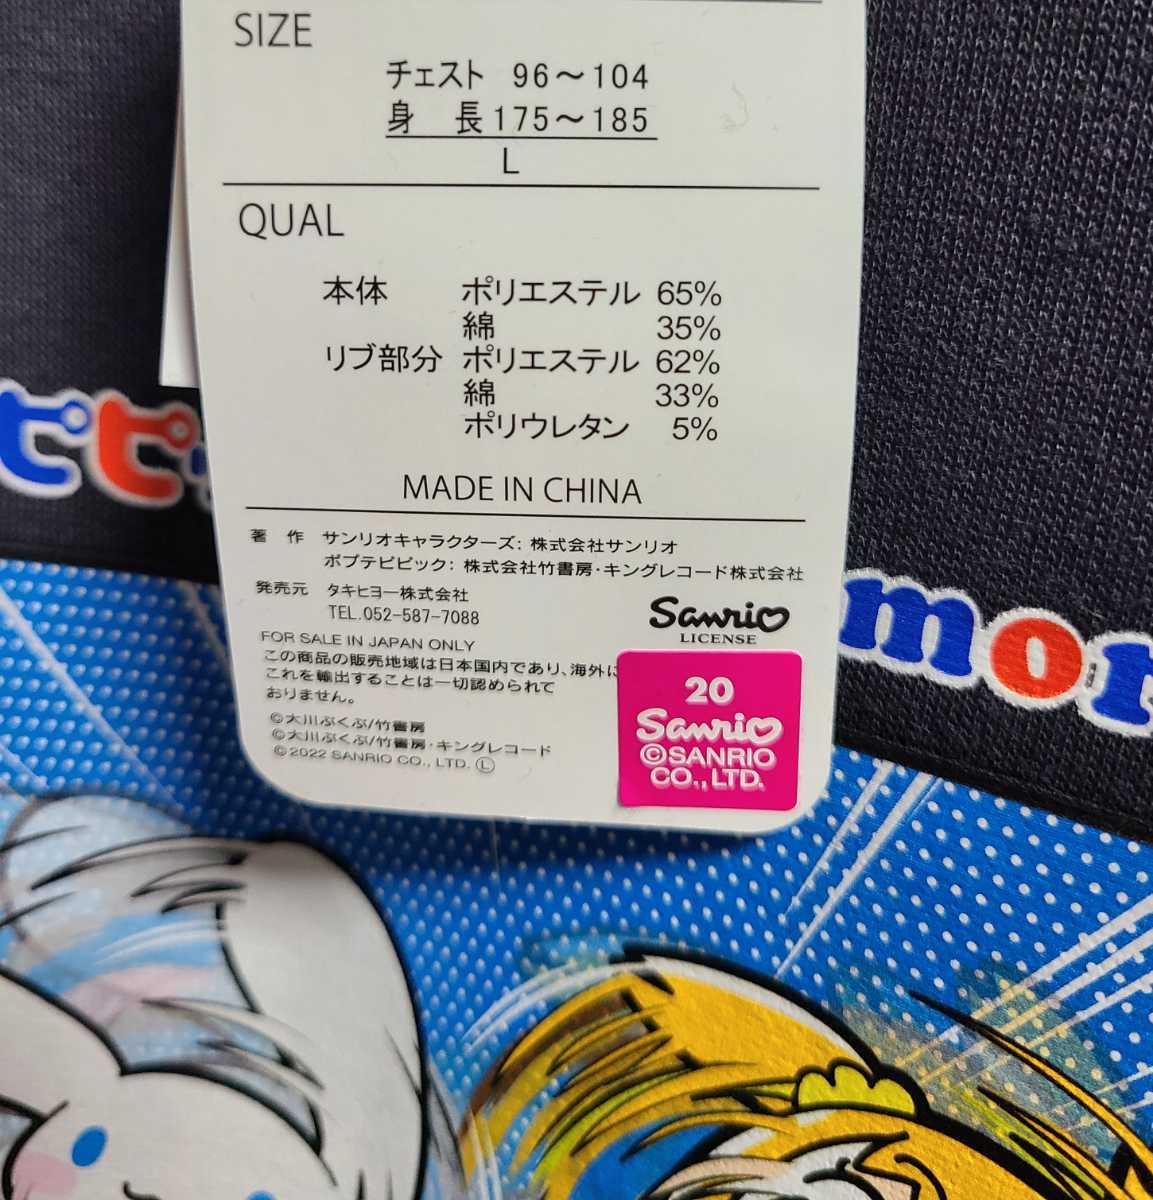 SIZE
チェスト 96～104
身 長 175～185
L
QUAL
本体 ポリエステル 65%
綿 35%
リブ部分 ポリエステル 62%
綿 33%
ポリウレタン 5%
MADE IN CHINA
著 作 サンリオキャラクターズ: 株式会社サンリオ
ポプテピピック: 株式会社竹書房・キングレコード株式会社
発売元 タキヒヨー株式会社
TEL.052-587-7088
Sanrio
LICENSE
FOR SALE IN JAPAN ONLY
この商品の販売地域は日本国内であり、海外に
これを輸出することは一切認められて
おりません。
©大川ぶくぶ/竹書房
©大川ぶくぶ/竹書房・キングレコード
©2022 SANRIO CO., LTD. Ⓛ
20
Sanrio
©SANRIO
CO.,LTD.
ピピッ
mor